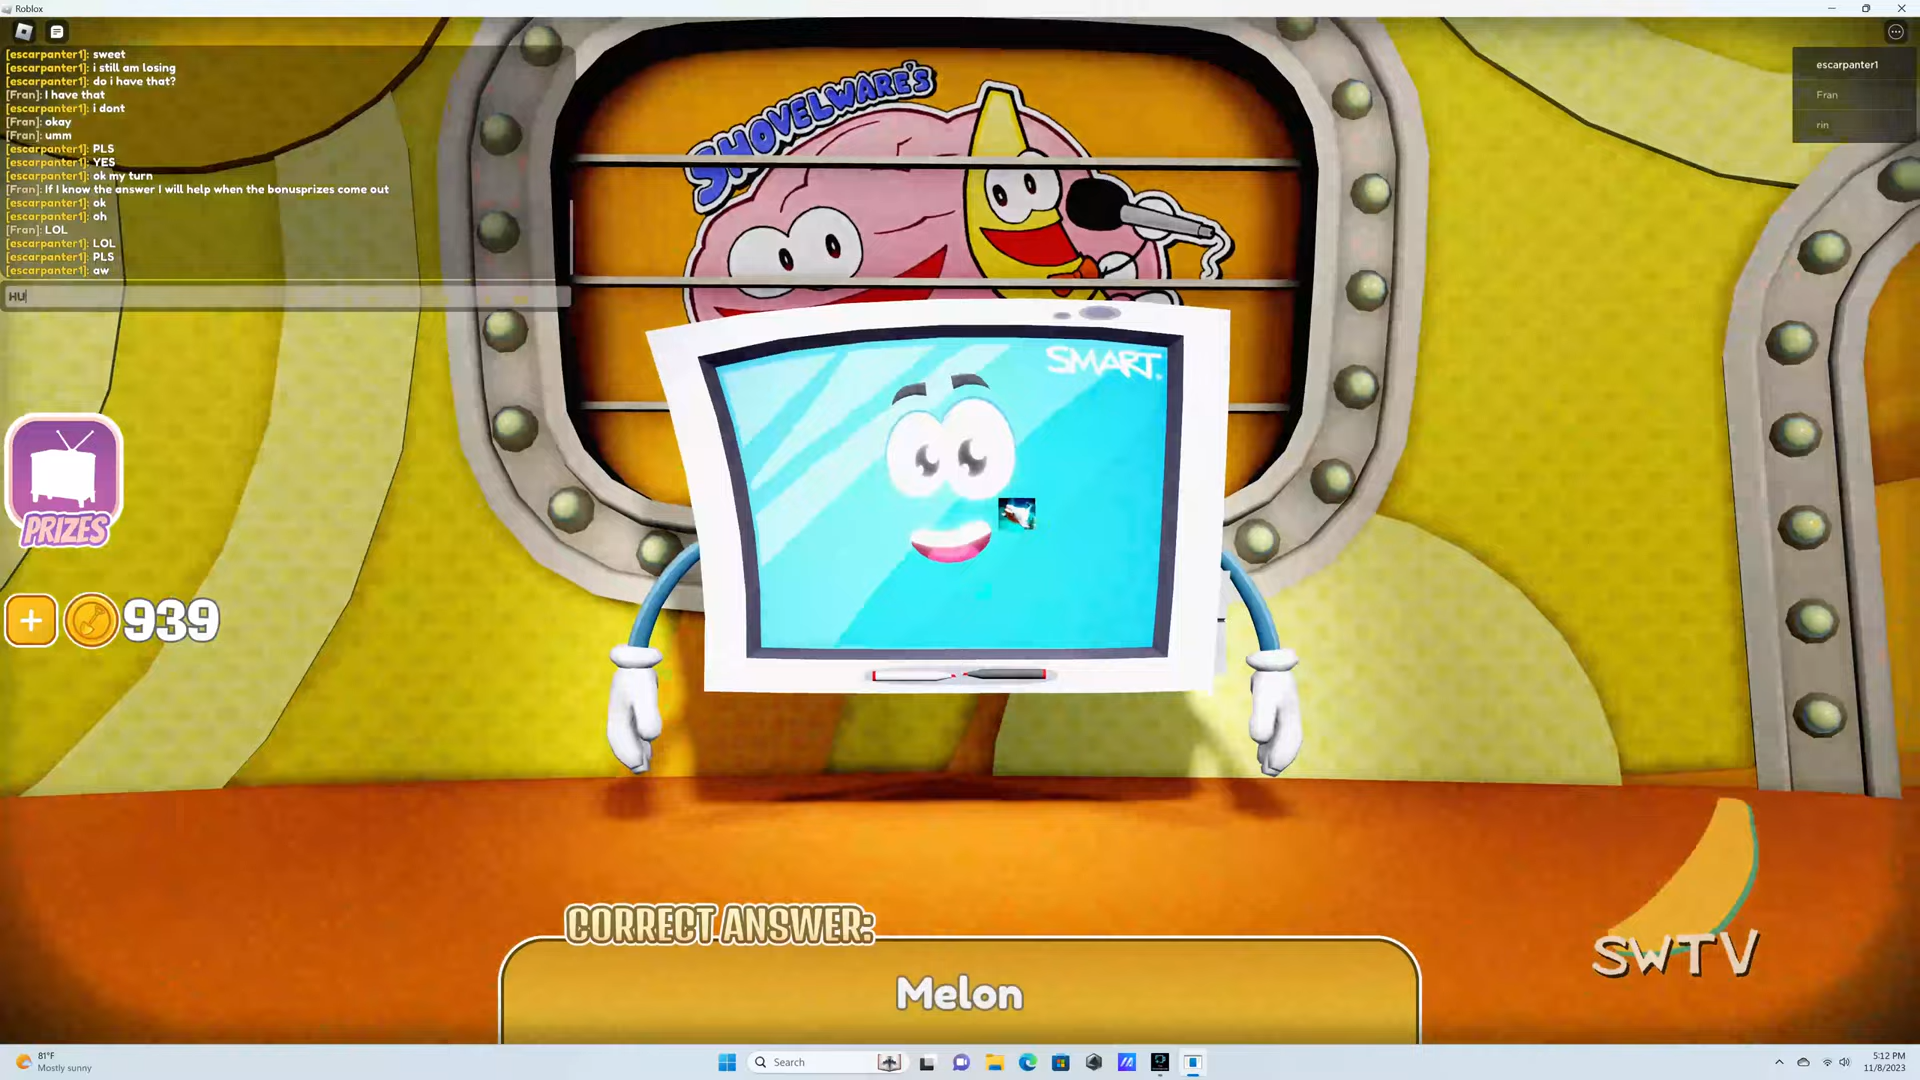 Roblox
[escarpanter1]: sweet
[escarpanter1]: i still am losing
[escarpanter1]: do i have that?
[Fran]: I have that
[escarpanter1]: i dont
[Fran]: okay
[Fran]: umm
[escarpanter1]: PLS
[escarpanter1]: YES
[escarpanter1]: ok my turn
[Fran]: If I know the answer I will help when the bonusprizes come out
[escarpanter1]: ok
[escarpanter1]: oh
[Fran]: LOL
[escarpanter1]: LOL
[escarpanter1]: PLS
[escarpanter1]: aw
HU
escarpanter1
Fran
rin
SHOVELWARE'S
SMART
PRIZES
939
CORRECT ANSWER:
Melon
SWTV
81°F
Mostly sunny
Search
5:12 PM
11/8/2023